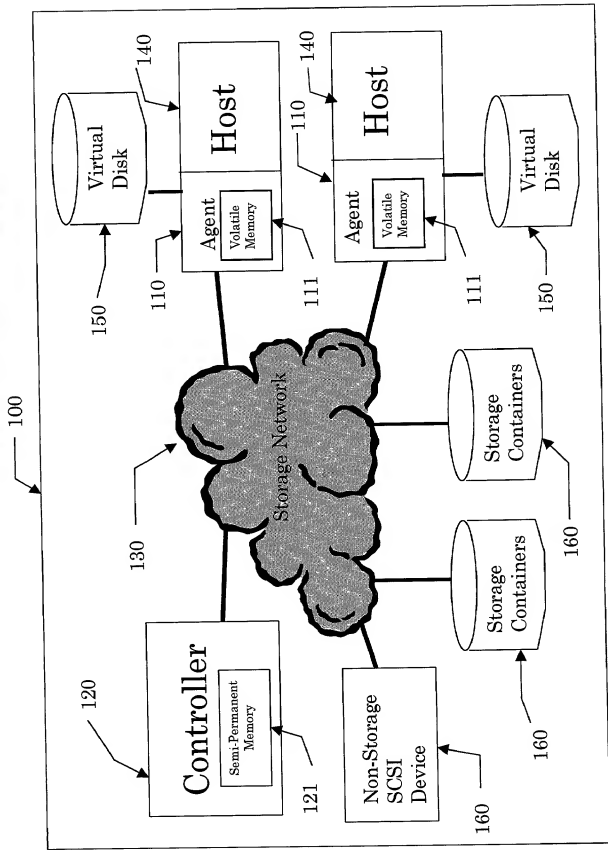 100
120
Controller
Semi-Permanent
Memory
121
130
Storage Network
150
Virtual
Disk
110
Agent
Volatile
Memory
111
Host
140
110
Agent
Volatile
Memory
111
Host
140
Virtual
Disk
150
Non-Storage
SCSI
Device
160
Storage
Containers
160
Storage
Containers
160